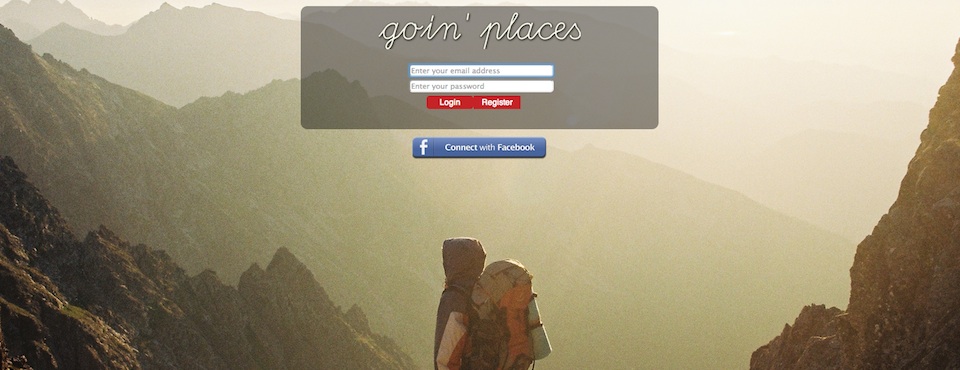 goin' places
Enter your email address
Enter your password
Login Register
f Connect with Facebook